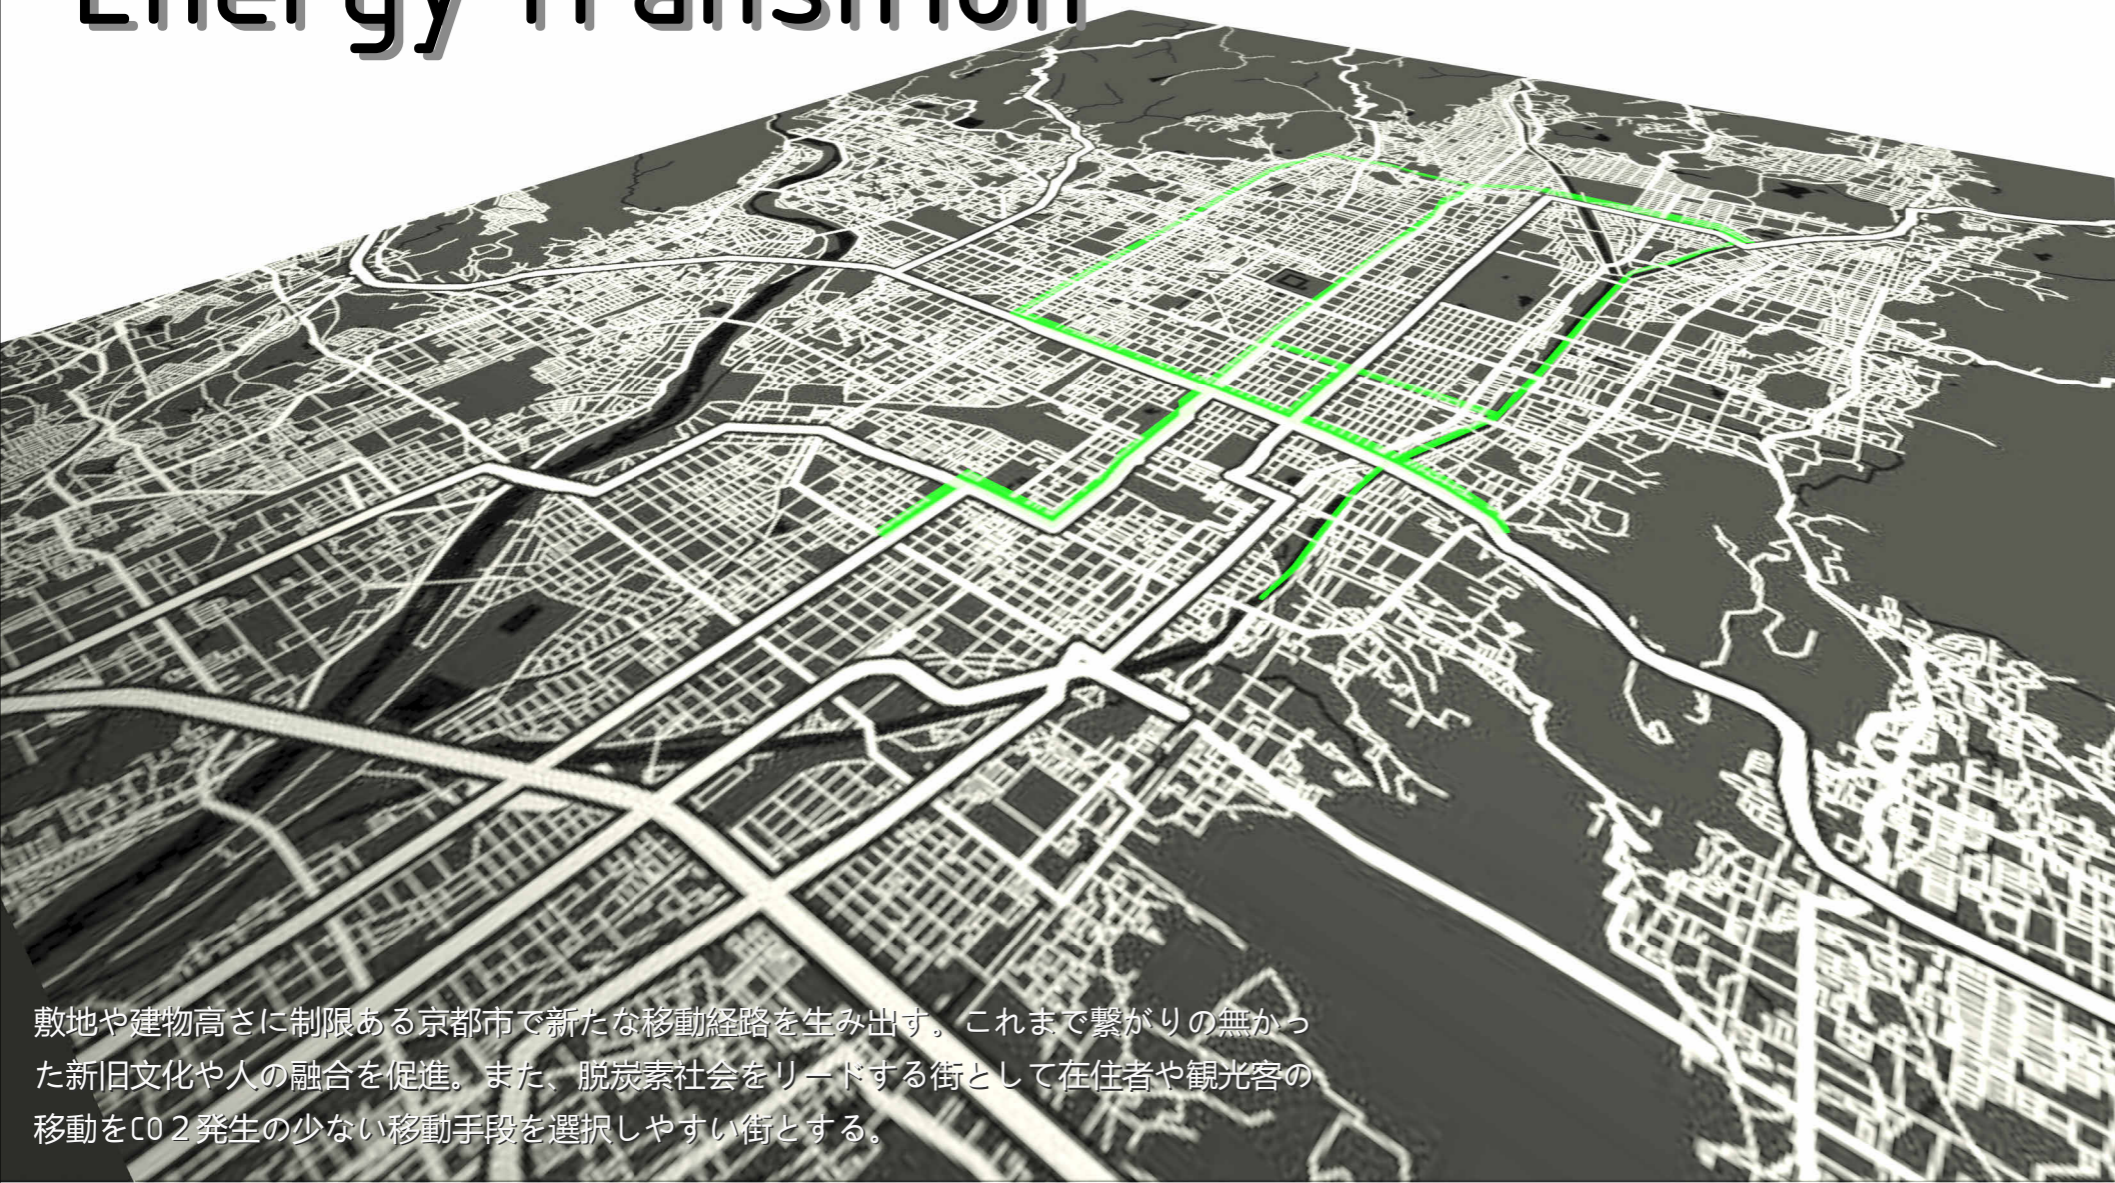 Energy Transition
敷地や建物高さに制限ある京都市で新たな移動経路を生み出す。これまで繋がりの無かっ
た新旧文化や人の融合を促進。また、脱炭素社会をリードする街として在住者や観光客の
移動をCO２発生の少ない移動手段を選択しやすい街とする。